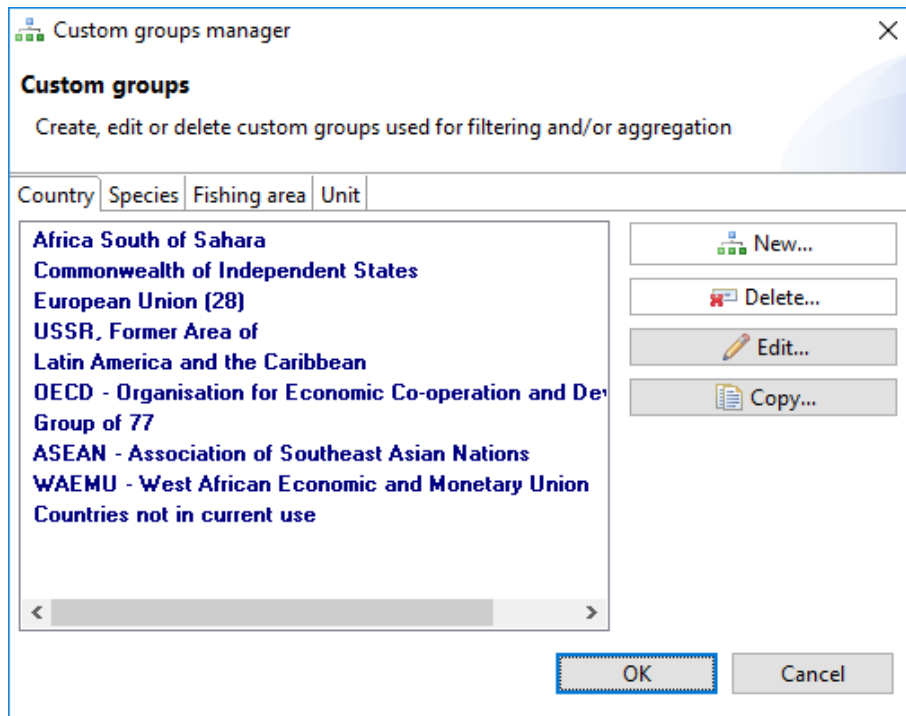 Custom groups manager
Custom groups
Create, edit or delete custom groups used for filtering and/or aggregation
Country Species Fishing area Unit
Africa South of Sahara
Commonwealth of Independent States
European Union (28)
USSR, Former Area of
Latin America and the Caribbean
OECD - Organisation for Economic Co-operation and De
Group of 77
ASEAN - Association of Southeast Asian Nations
WAEMU - West African Economic and Monetary Union
Countries not in current use
New...
Delete...
Edit...
Copy...
OK Cancel